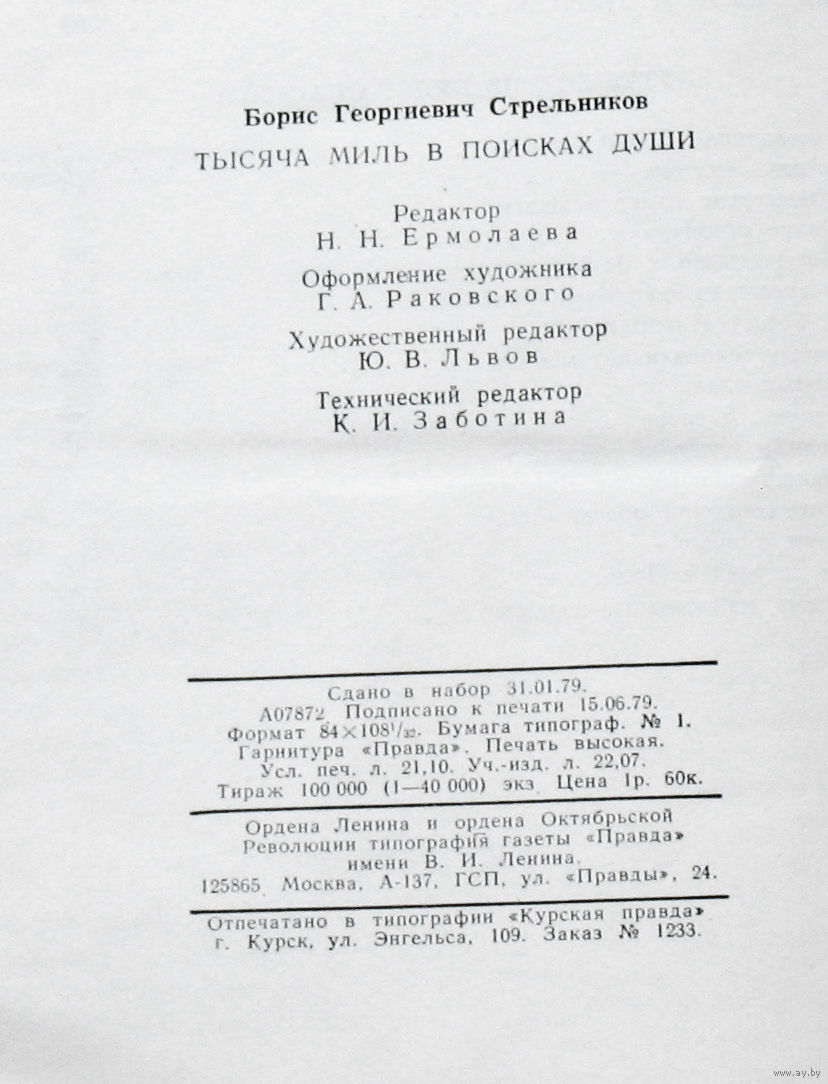 Борис Георгиевич Стрельников
ТЫСЯЧА МИЛЬ В ПОИСКАХ ДУШИ
Редактор
Н. Н. Ермолаева
Оформление художника
Г. А. Раковского
Художественный редактор
Ю. В. Львов
Технический редактор
К. И. Заботина
Сдано в набор 31.01.79.
А07872. Подписано к печати 15.06.79.
Формат 84×108¹/₃₂. Бумага типограф. № 1.
Гарнитура «Правда». Печать высокая.
Усл. печ. л. 21,10. Уч.-изд. л. 22,07.
Тираж 100 000 (1—40 000) экз. Цена 1р. 60к.
Ордена Ленина и ордена Октябрьской
Революции типография газеты «Правда»
имени В. И. Ленина.
125865, Москва, А-137, ГСП, ул. «Правды», 24.
Отпечатано в типографии «Курская правда»
г. Курск, ул. Энгельса, 109. Заказ № 1233.
www.ay.by